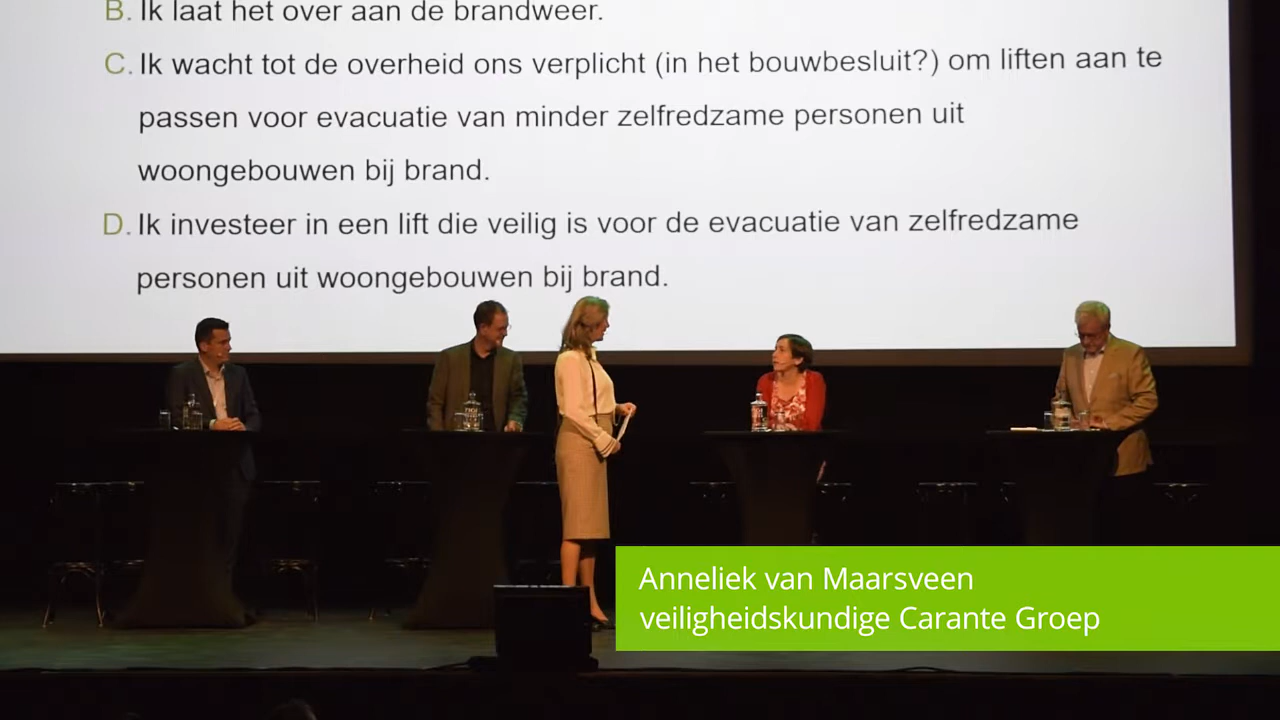 B. Ik laat het over aan de brandweer.
C. Ik wacht tot de overheid ons verplicht (in het bouwbesluit?) om liften aan te
passen voor evacuatie van minder zelfredzame personen uit
woongebouwen bij brand.
D. Ik investeer in een lift die veilig is voor de evacuatie van zelfredzame
personen uit woongebouwen bij brand.
Anneliek van Maarsveen
veiligheidskundige Carante Groep